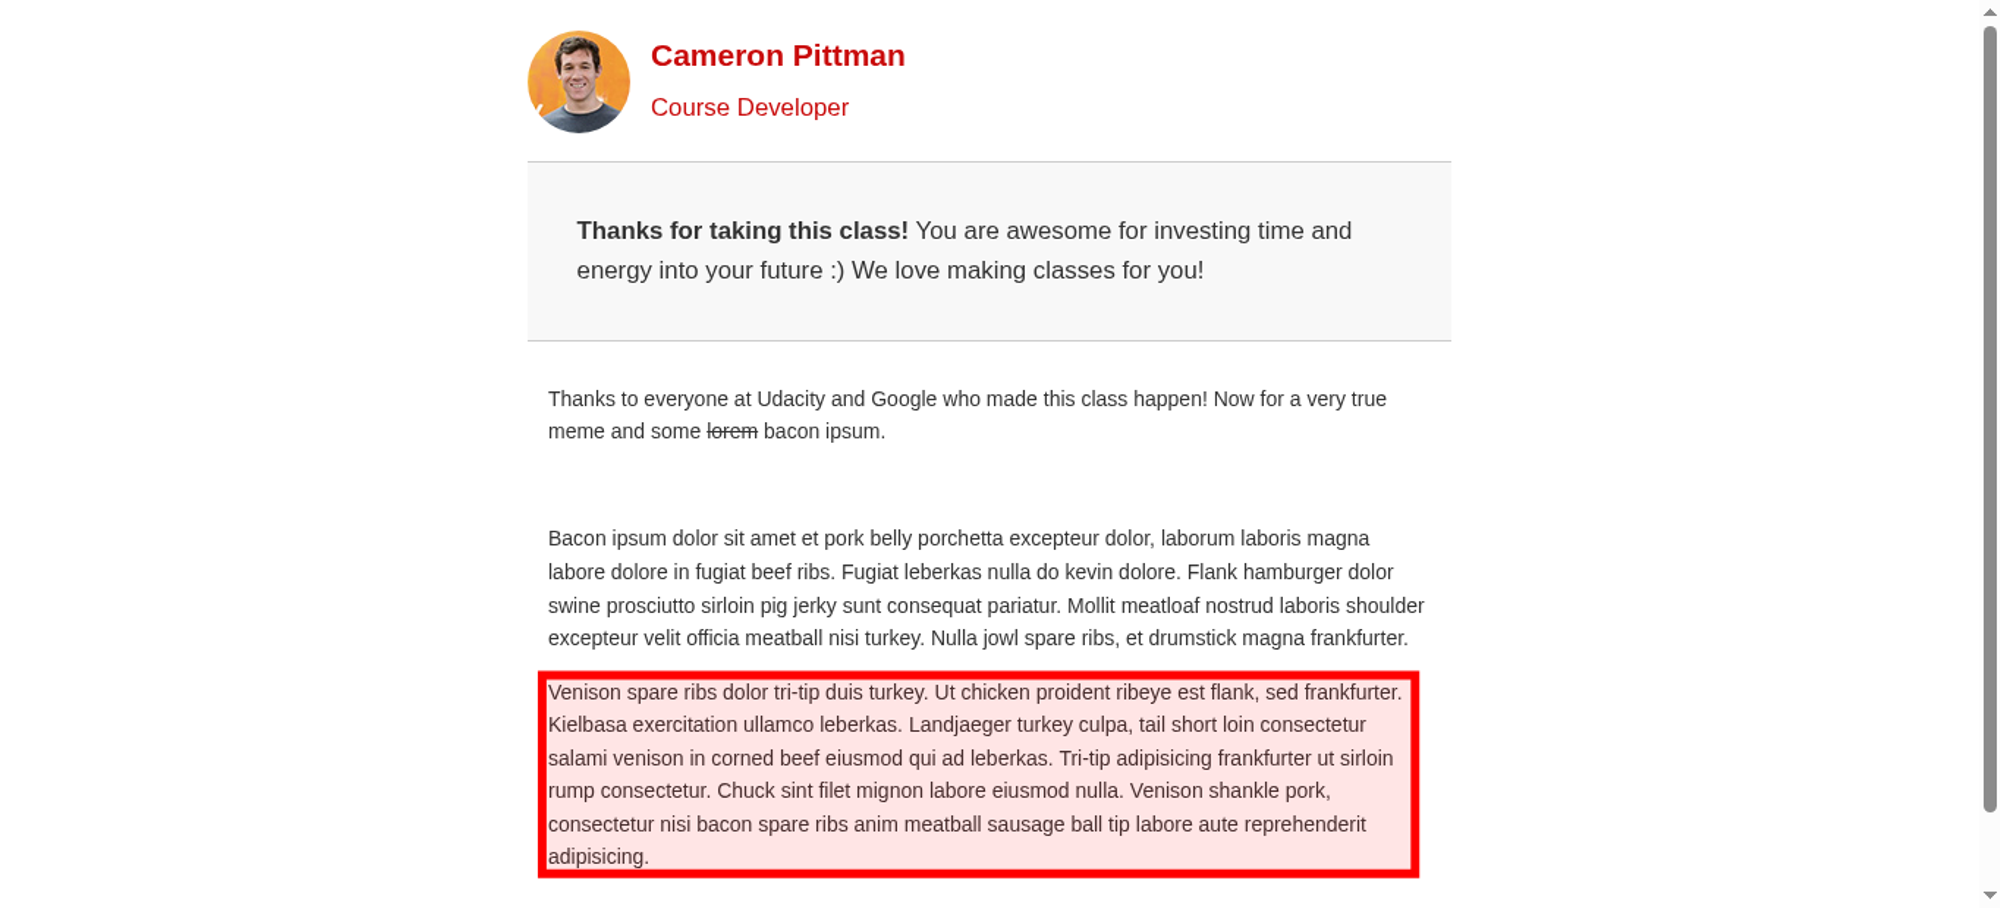 Cameron Pittman
Course Developer
Thanks for taking this class! You are awesome for investing time and
energy into your future :) We love making classes for you!
Thanks to everyone at Udacity and Google who made this class happen! Now for a very true
meme and some lorem bacon ipsum.
Bacon ipsum dolor sit amet et pork belly porchetta excepteur dolor, laborum laboris magna
labore dolore in fugiat beef ribs. Fugiat leberkas nulla do kevin dolore. Flank hamburger dolor
swine prosciutto sirloin pig jerky sunt consequat pariatur. Mollit meatloaf nostrud laboris shoulder
excepteur velit officia meatball nisi turkey. Nulla jowl spare ribs, et drumstick magna frankfurter.
Venison spare ribs dolor tri-tip duis turkey. Ut chicken proident ribeye est flank, sed frankfurter.
Kielbasa exercitation ullamco leberkas. Landjaeger turkey culpa, tail short loin consectetur
salami venison in corned beef eiusmod qui ad leberkas. Tri-tip adipisicing frankfurter ut sirloin
rump consectetur. Chuck sint filet mignon labore eiusmod nulla. Venison shankle pork,
consectetur nisi bacon spare ribs anim meatball sausage ball tip labore aute reprehenderit
adipisicing.